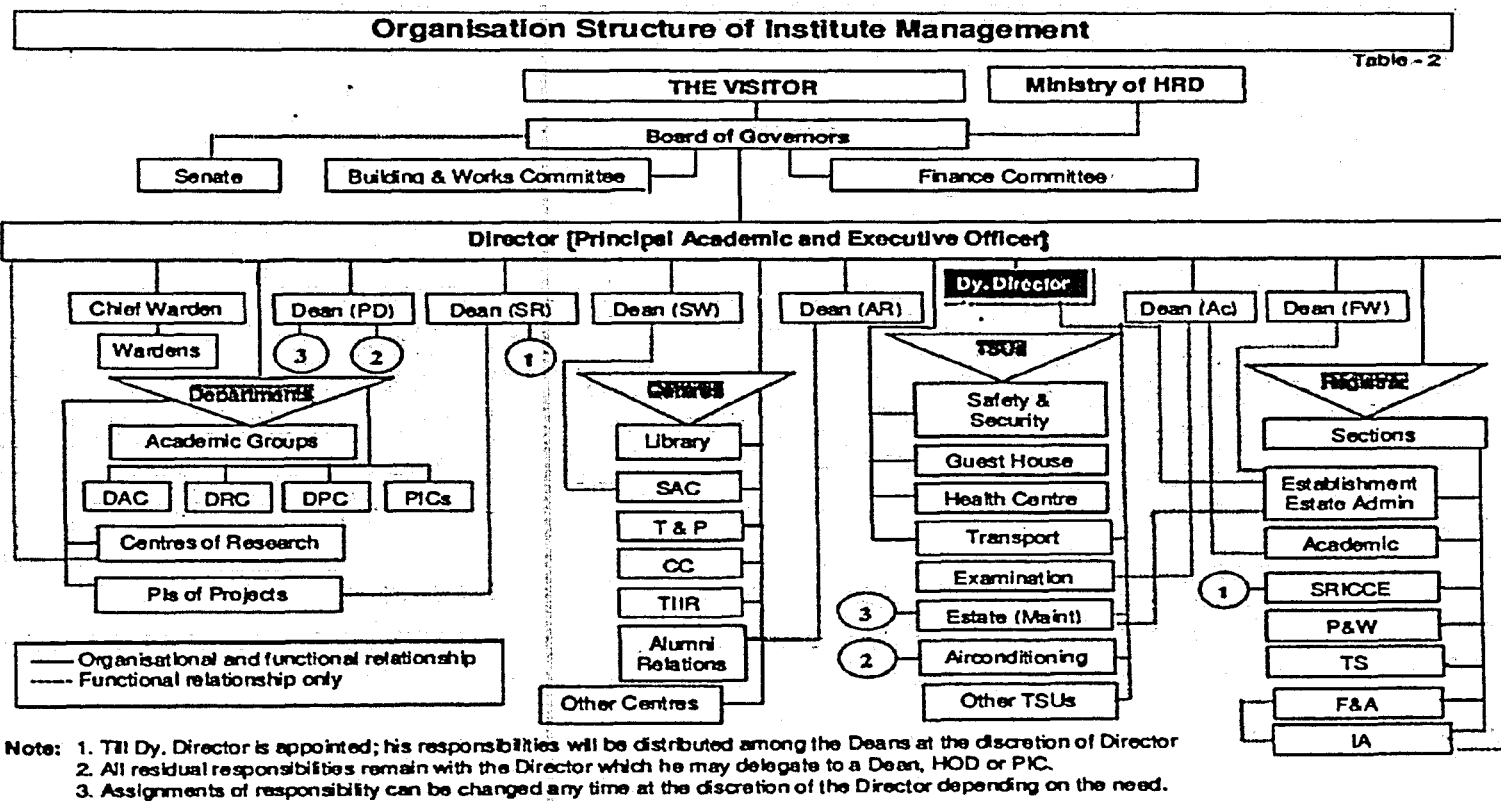 Organisation Structure of Institute Management
Table - 2
THE VISITOR
Ministry of HRD
Board of Governors
Senate
Building & Works Committee
Finance Committee
Director [Principal Academic and Executive Officer]
Dy. Director
Chief Warden
Dean (PD)
Dean (SR)
Dean (SW)
Dean (AR)
Dean (Ac)
Dean (FW)
Wardens
3
2
1
TSUs
Departments
Centres
Registrar
Academic Groups
Library
Safety &
Security
Sections
Guest House
DAC
DRC
DPC
PICs
SAC
Health Centre
Establishment
Estate Admin
Centres of Research
T & P
Transport
Academic
CC
Examination
PIs of Projects
TIIR
3
Estate (Maint)
1
SRICCE
P&W
Alumni
Relations
2
Airconditioning
TS
Other Centres
Other TSUs
F&A
IA
Organisational and functional relationship
Functional relationship only
Note: 1. Till Dy. Director is appointed; his responsibilities will be distributed among the Deans at the discretion of Director
2. All residual responsibilities remain with the Director which he may delegate to a Dean, HOD or PIC.
3. Assignments of responsibility can be changed any time at the discretion of the Director depending on the need.